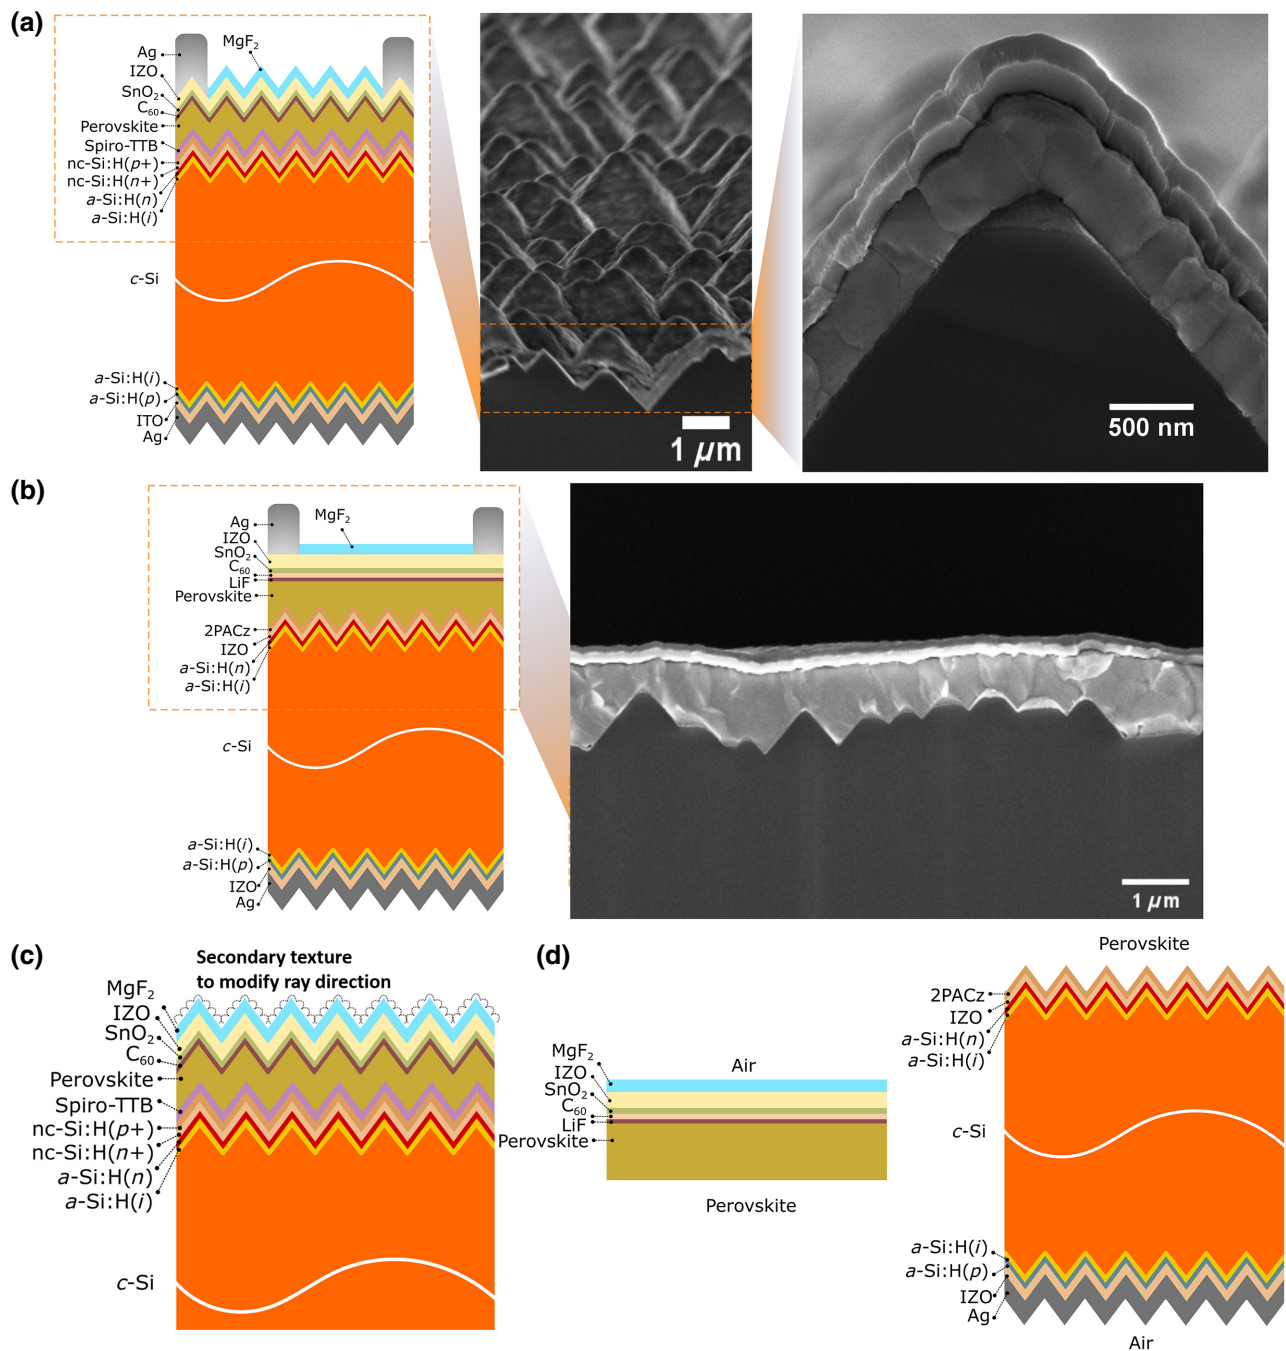 (a)
Ag
MgF₂
IZO
SnO₂
C₆₀
Perovskite
Spiro-TTB
nc-Si:H(p+)
nc-Si:H(n+)
a-Si:H(n)
a-Si:H(i)
c-Si
a-Si:H(i)
a-Si:H(p)
ITO
Ag
1 μm
500 nm
(b)
Ag
MgF₂
IZO
SnO₂
C₆₀
LiF
Perovskite
2PACz
IZO
a-Si:H(n)
a-Si:H(i)
c-Si
a-Si:H(i)
a-Si:H(p)
IZO
Ag
1 μm
(c)
Secondary texture
to modify ray direction
MgF₂
IZO
SnO₂
C₆₀
Perovskite
Spiro-TTB
nc-Si:H(p+)
nc-Si:H(n+)
a-Si:H(n)
a-Si:H(i)
c-Si
(d)
Air
MgF₂
IZO
SnO₂
C₆₀
LiF
Perovskite
Perovskite
Perovskite
2PACz
IZO
a-Si:H(n)
a-Si:H(i)
c-Si
a-Si:H(i)
a-Si:H(p)
IZO
Ag
Air